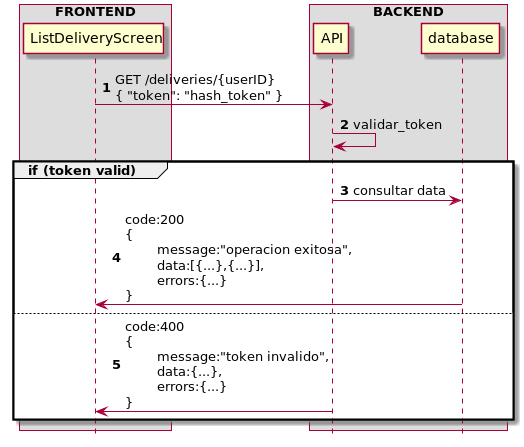 FRONTEND
BACKEND
ListDeliveryScreen
API
database
1 GET /deliveries/{userID}
{ "token": "hash_token" }
2 validar_token
if (token valid)
3 consultar data
code:200
{
message:"operacion exitosa",
4 data:[{...},{...}],
errors:{...}
}
code:400
{
message:"token invalido",
5 data:{...},
errors:{...}
}